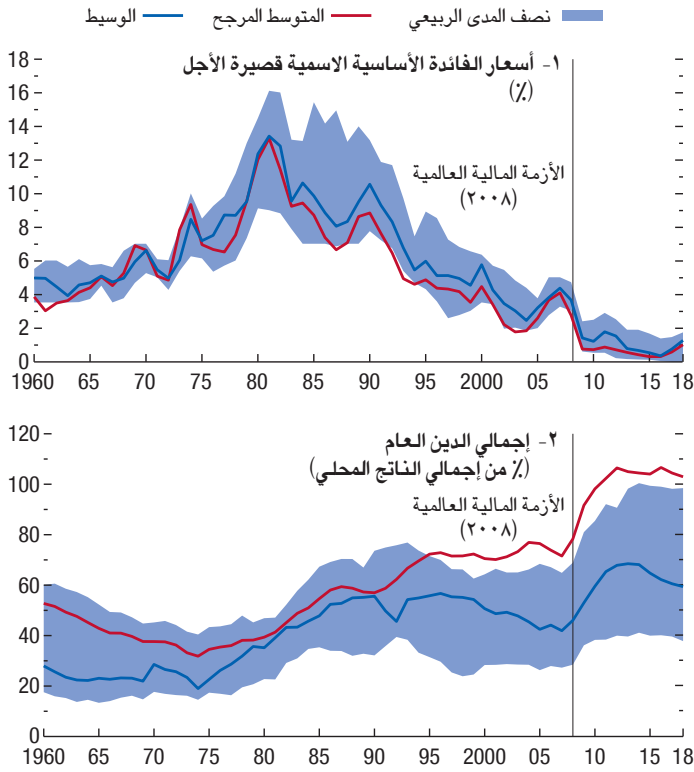 نصف المدى الربيعي المتوسط المرجح الوسيط
١- أسعار الفائدة الأساسية الاسمية قصيرة الأجل
(٪)
18
16
14
12
10
8
6
4
2
0
الأزمة المالية العالمية
(٢٠٠٨)
1960 65 70 75 80 85 90 95 2000 05 10 15 18
٢- إجمالي الدين العام
(٪ من إجمالي الناتج المحلي)
120
100
80
60
40
20
0
الأزمة المالية العالمية
(٢٠٠٨)
1960 65 70 75 80 85 90 95 2000 05 10 15 18